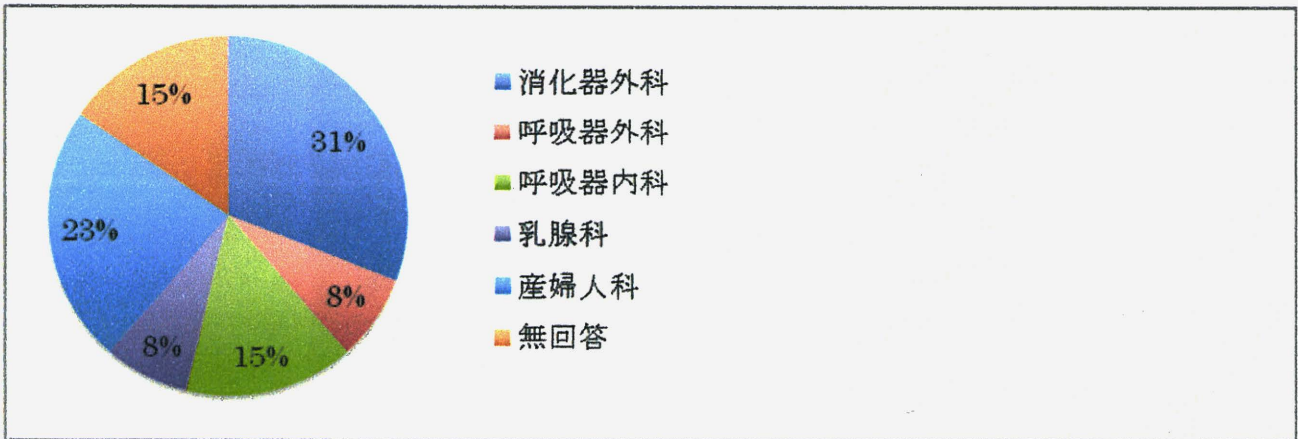 15%
31%
23%
8%
8%
15%
消化器外科
呼吸器外科
呼吸器内科
乳腺科
産婦人科
無回答